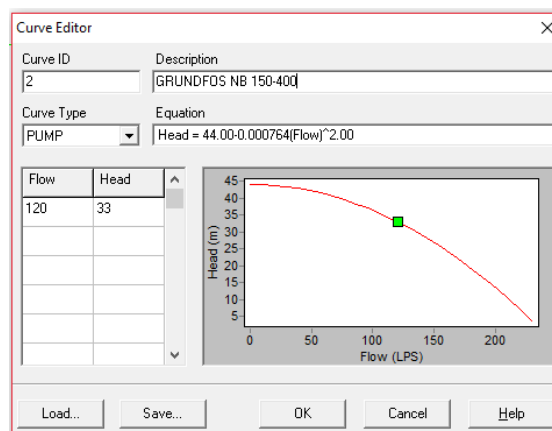 Curve Editor
Curve ID
Description
2
GRUNDFOS NB 150-400
Curve Type
Equation
PUMP
Head = 44.00-0.000764(Flow)^2.00
Flow Head
120 33
45
40
35
30
25
20
15
10
5
Head (m)
0 50 100 150 200
Flow (LPS)
Load... Save... OK Cancel Help